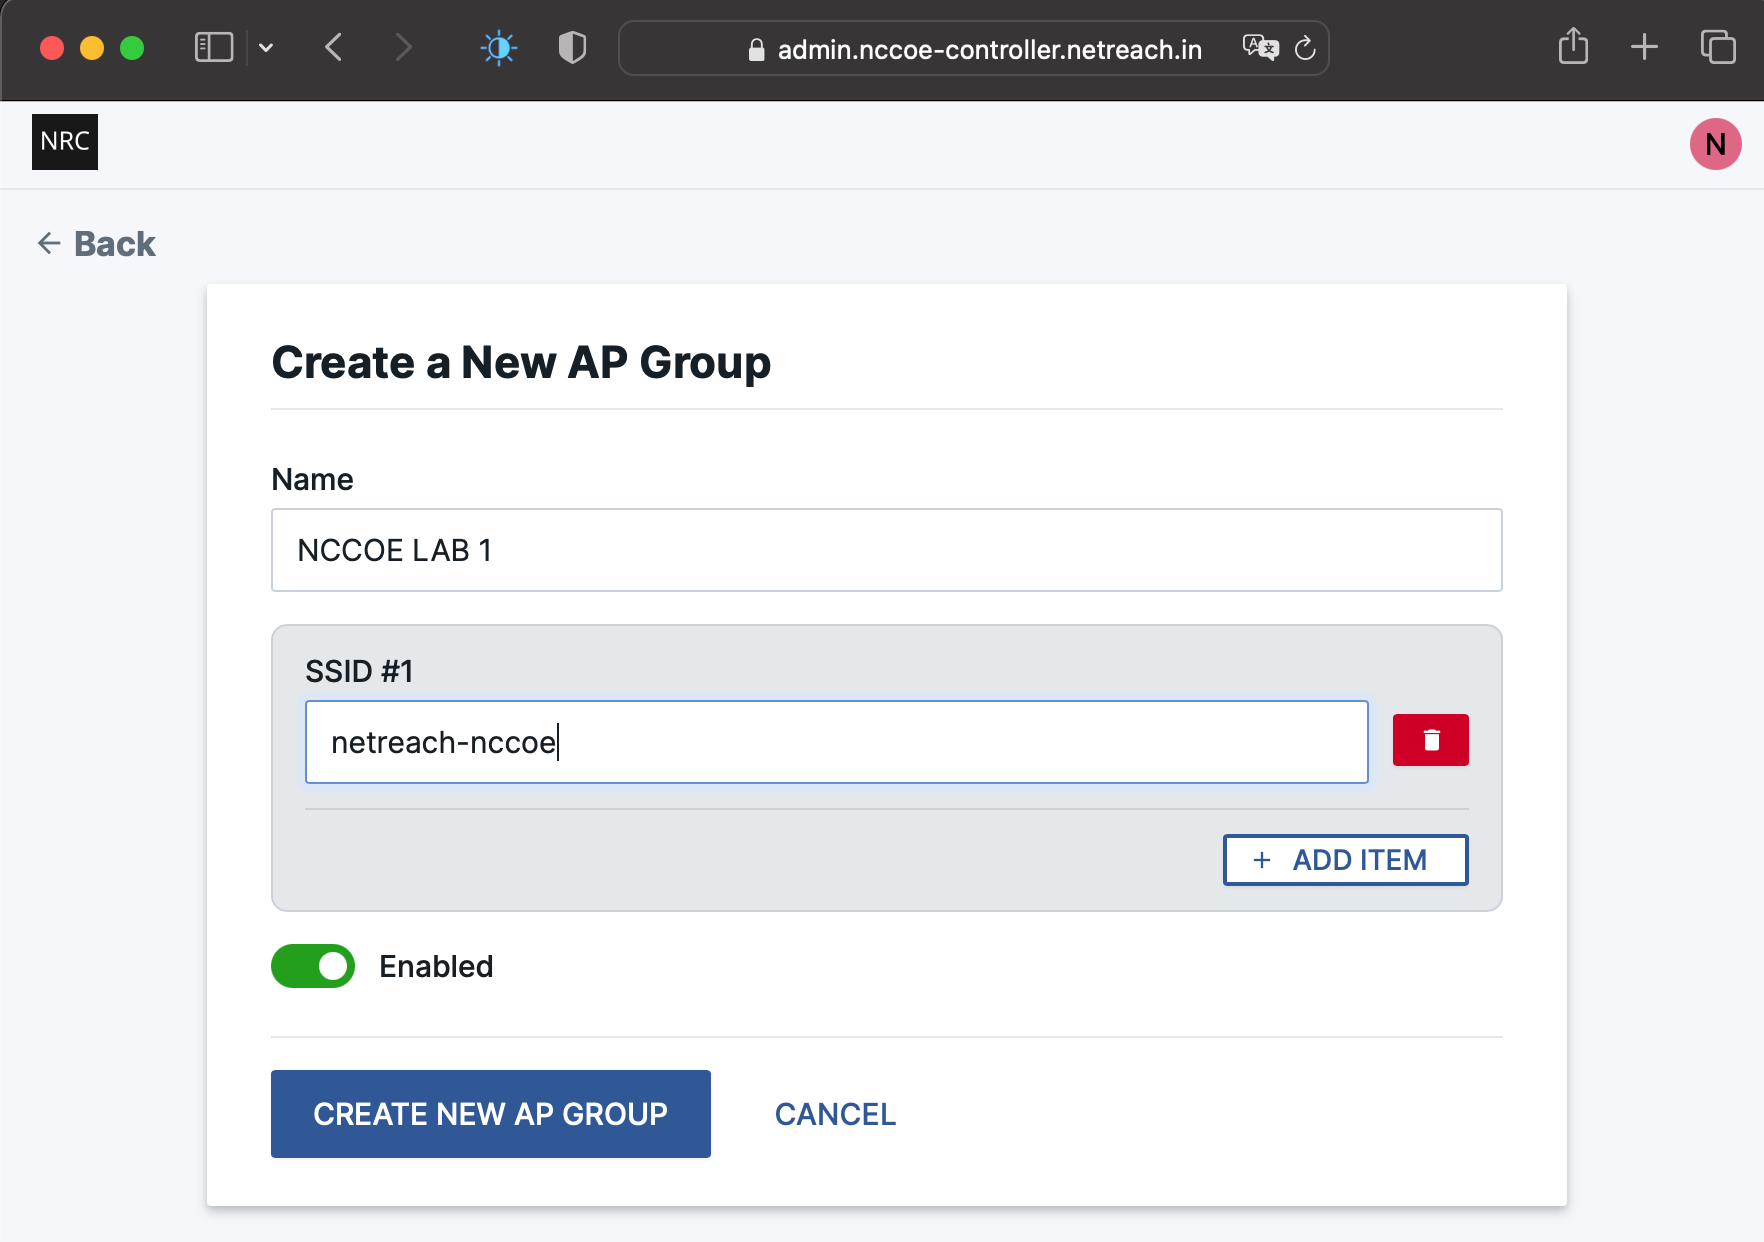 admin.nccoe-controller.netreach.in
NRC
N
Back
Create a New AP Group
Name
NCCOE LAB 1
SSID #1
netreach-nccoe
+ ADD ITEM
Enabled
CREATE NEW AP GROUP
CANCEL